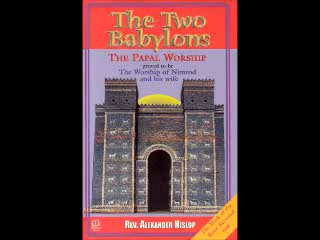 The Two
Babylons
THE PAPAL WORSHIP
proved to be
The Worship of Nimrod
and his wife
REV. ALEXANDER HISLOP